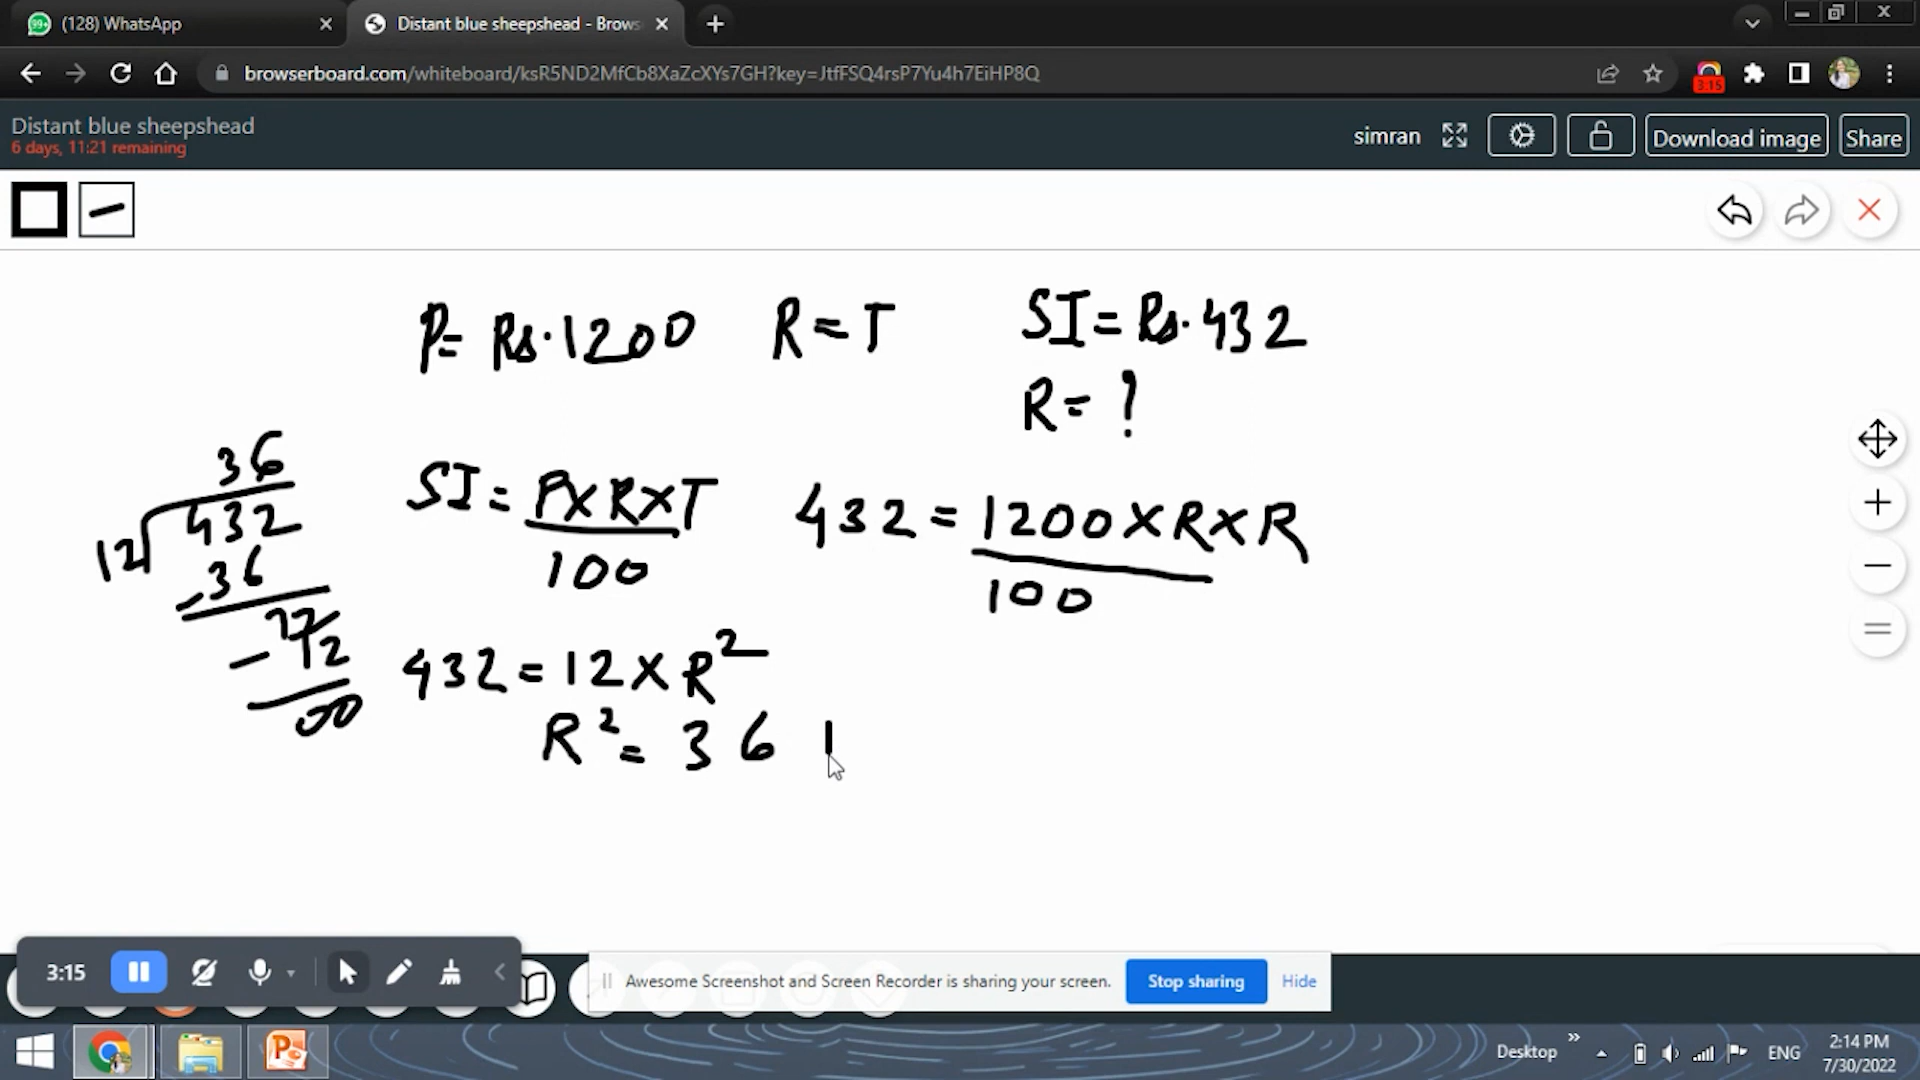 (128) WhatsApp
Distant blue sheepshead - Brows
browserboard.com/whiteboard/ksR5ND2MfCb8XaZcXYs7GH?key=JtfFSQ4rsP7Yu4h7EiHP8Q
3:15
Distant blue sheepshead
6 days, 11:21 remaining
simran
Download image
Share
P= Rs.1200 R=T SI=Rs.432
R= ?
36
12 432
-36
72
- 72
00
SI = PXRXT
100
432 = 1200XRXR
100
432=12XR²
R²= 36
3:15
Awesome Screenshot and Screen Recorder is sharing your screen.
Stop sharing
Hide
Desktop
ENG
2:14 PM
7/30/2022